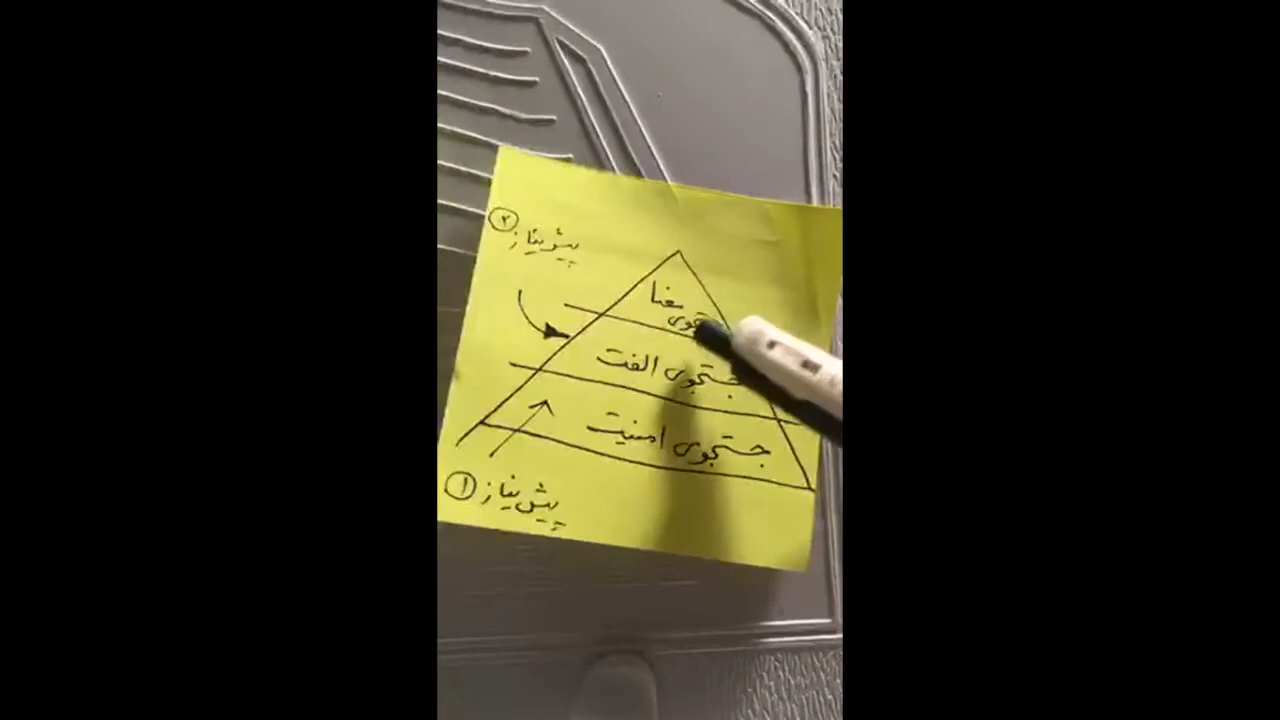 پیش نیاز ۲
معنا
جستجوی الفت
جستجوی امنیت
پیش نیاز ۱